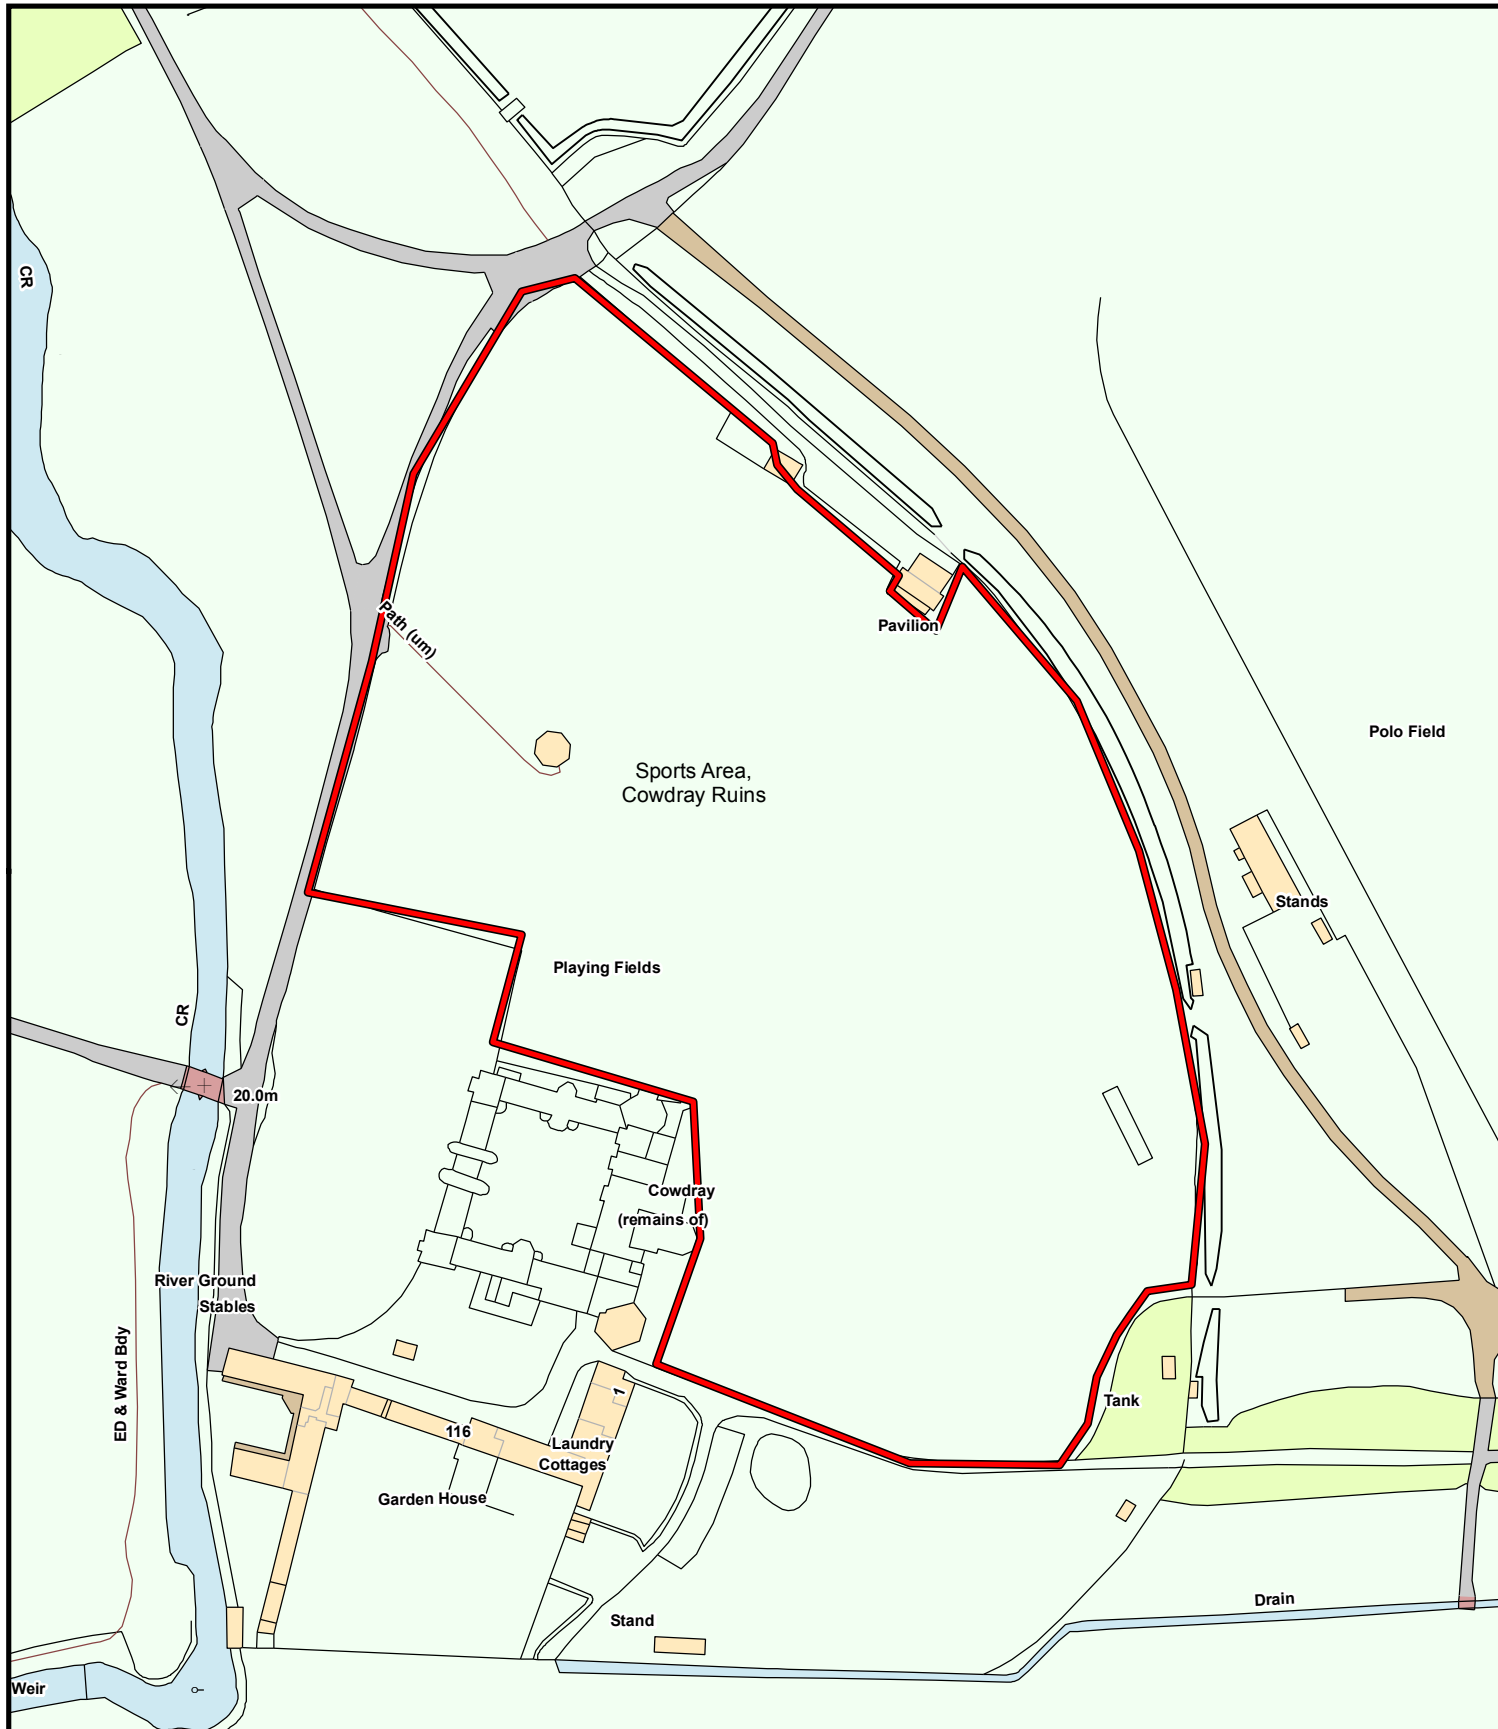 CR
Path (um)
Pavilion
Polo Field
Sports Area,
Cowdray Ruins
Stands
Playing Fields
CR
20.0m
Cowdray
(remains of)
River Ground
Stables
ED & Ward Bdy
1
Tank
116
Laundry
Cottages
Garden House
Drain
Stand
Weir